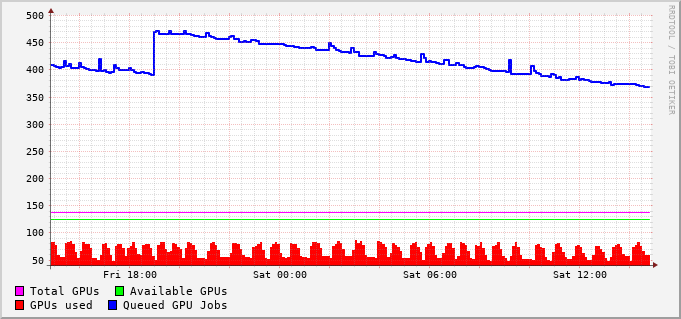 500
450
400
350
300
250
200
150
100
50
Fri 18:00 Sat 00:00 Sat 06:00 Sat 12:00
Total GPUs Available GPUs
GPUs used Queued GPU Jobs
RRDTOOL / TOBI OETIKER